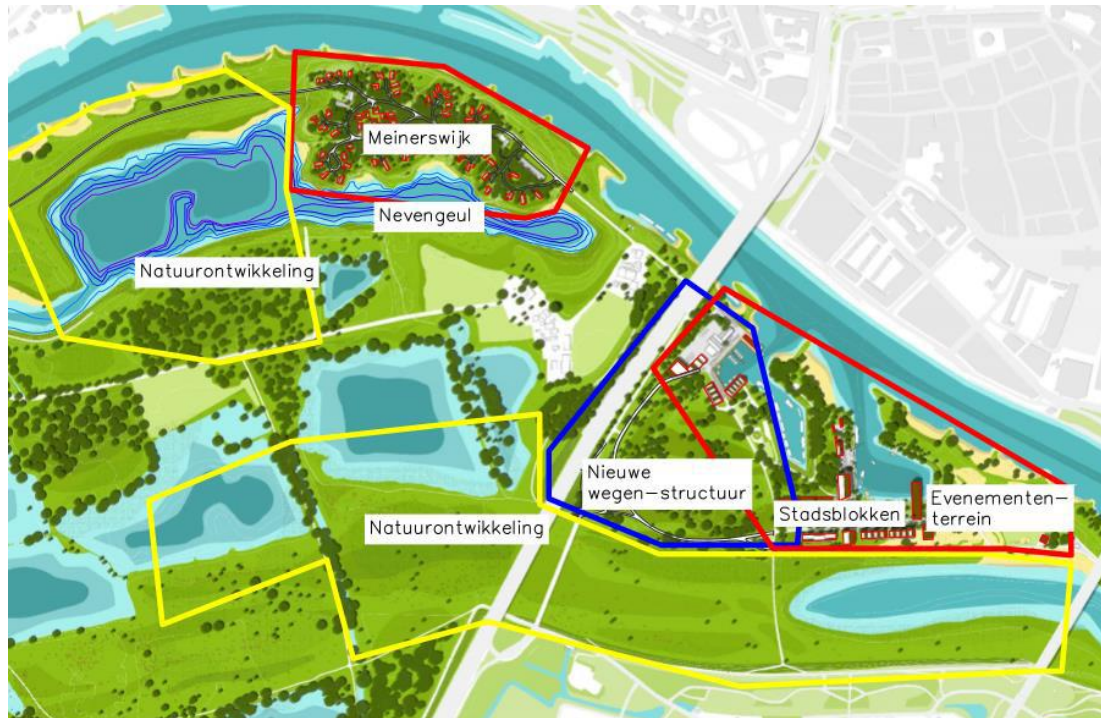 Meinerswijk
Nevengeul
Natuurontwikkeling
Nieuwe
wegen-structuur
Natuurontwikkeling
Stadsblokken
Evenementen-
terrein